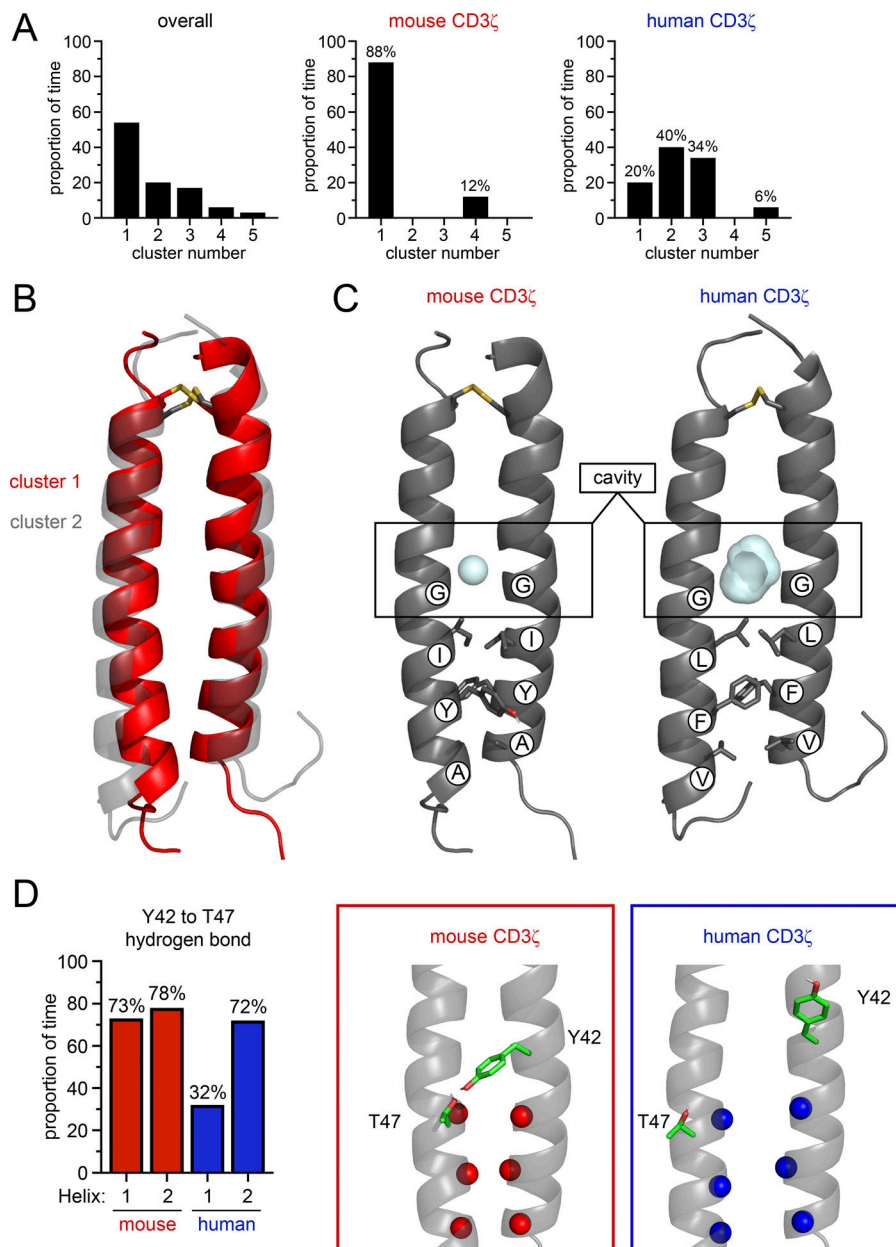 A
overall
mouse CD3ζ
human CD3ζ
proportion of time
100
80
60
40
20
0
1 2 3 4 5
cluster number
proportion of time
100
80
60
40
20
0
88%
12%
1 2 3 4 5
cluster number
proportion of time
100
80
60
40
20
0
20%
40%
34%
6%
1 2 3 4 5
cluster number
B
cluster 1
cluster 2
C
mouse CD3ζ
human CD3ζ
cavity
G G
I I
Y Y
A A
G G
L L
F F
V V
D
Y42 to T47
hydrogen bond
proportion of time
100
80
60
40
20
0
73%
78%
32%
72%
Helix: 1 2 1 2
mouse human
mouse CD3ζ
Y42
T47
human CD3ζ
Y42
T47